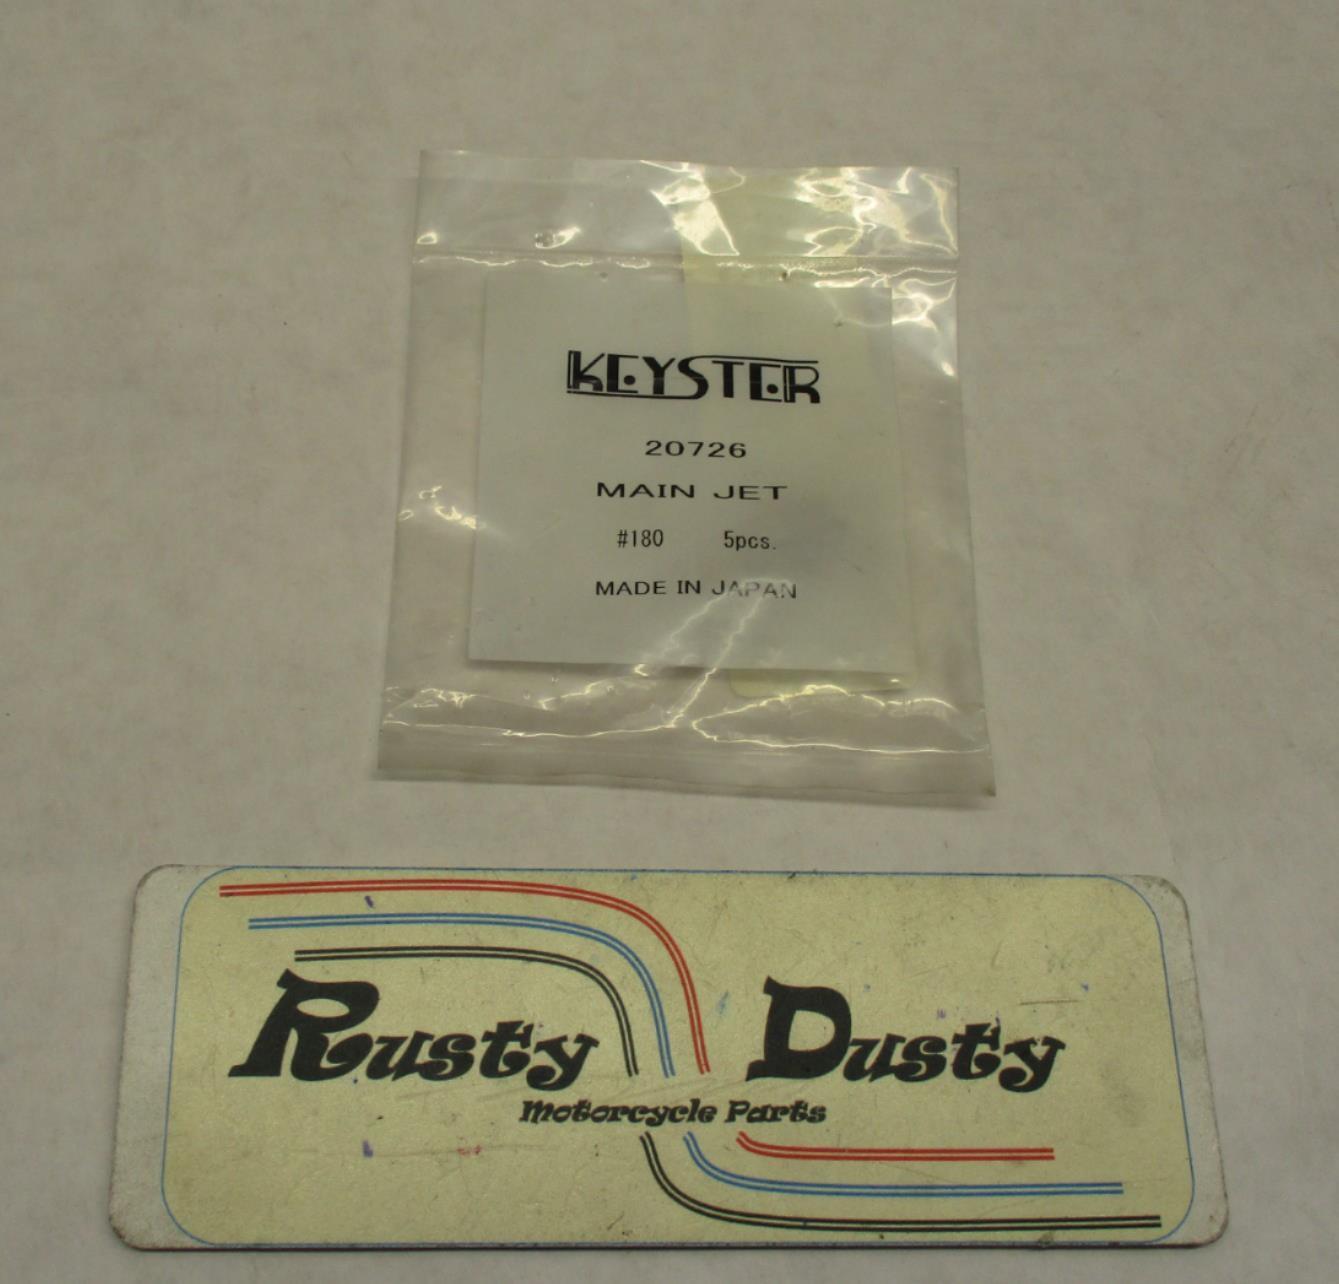 KEYSTER
20726
MAIN JET
#180 5pcs.
MADE IN JAPAN
Rusty Dusty
Motorcycle Parts